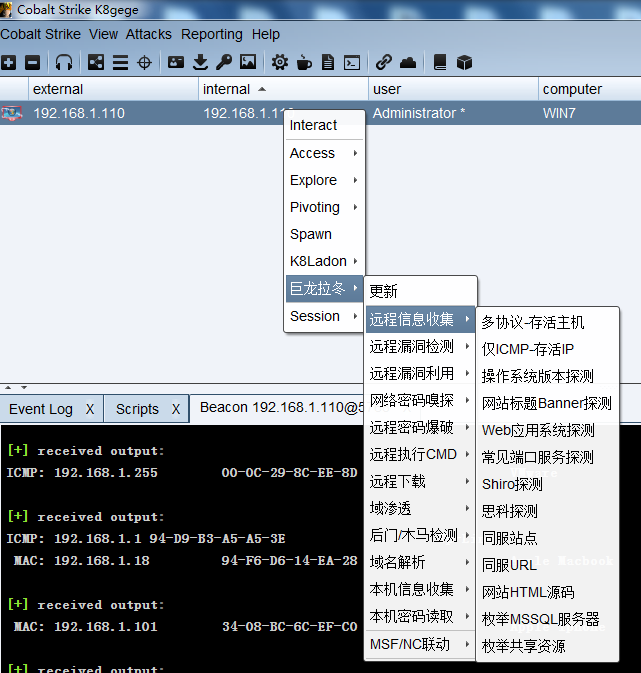 Cobalt Strike K8gege
Cobalt Strike View Attacks Reporting Help
external internal user computer
192.168.1.110 192.168.1.11 Administrator * WIN7
Interact
Access
Explore
Pivoting
Spawn
K8Ladon
巨龙拉冬
Session
更新
远程信息收集
远程漏洞检测
远程漏洞利用
网络密码嗅探
远程密码爆破
远程执行CMD
远程下载
域渗透
后门/木马检测
域名解析
本机信息收集
本机密码读取
MSF/NC联动
多协议-存活主机
仅ICMP-存活IP
操作系统版本探测
网站标题Banner探测
Web应用系统探测
常见端口服务探测
Shiro探测
思科探测
同服站点
同服URL
网站HTML源码
枚举MSSQL服务器
枚举共享资源
Event Log X Scripts X Beacon 192.168.1.110@5
[+] received output:
ICMP: 192.168.1.255 00-0C-29-8C-EE-8D
[+] received output:
ICMP: 192.168.1.1 94-D9-B3-A5-A5-3E
MAC: 192.168.1.18 94-F6-D6-14-EA-28
[+] received output:
MAC: 192.168.1.101 34-08-BC-6C-EF-C0
[+] received output: